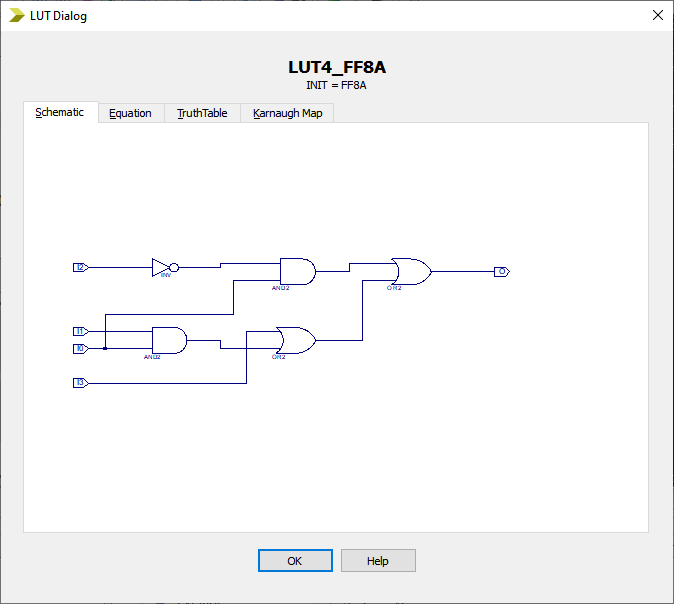 LUT Dialog
LUT4_FF8A
INIT = FF8A
Schematic Equation TruthTable Karnaugh Map
I2
INV
AND2
OR2
O
I1
I0
AND2
OR2
I3
OK Help